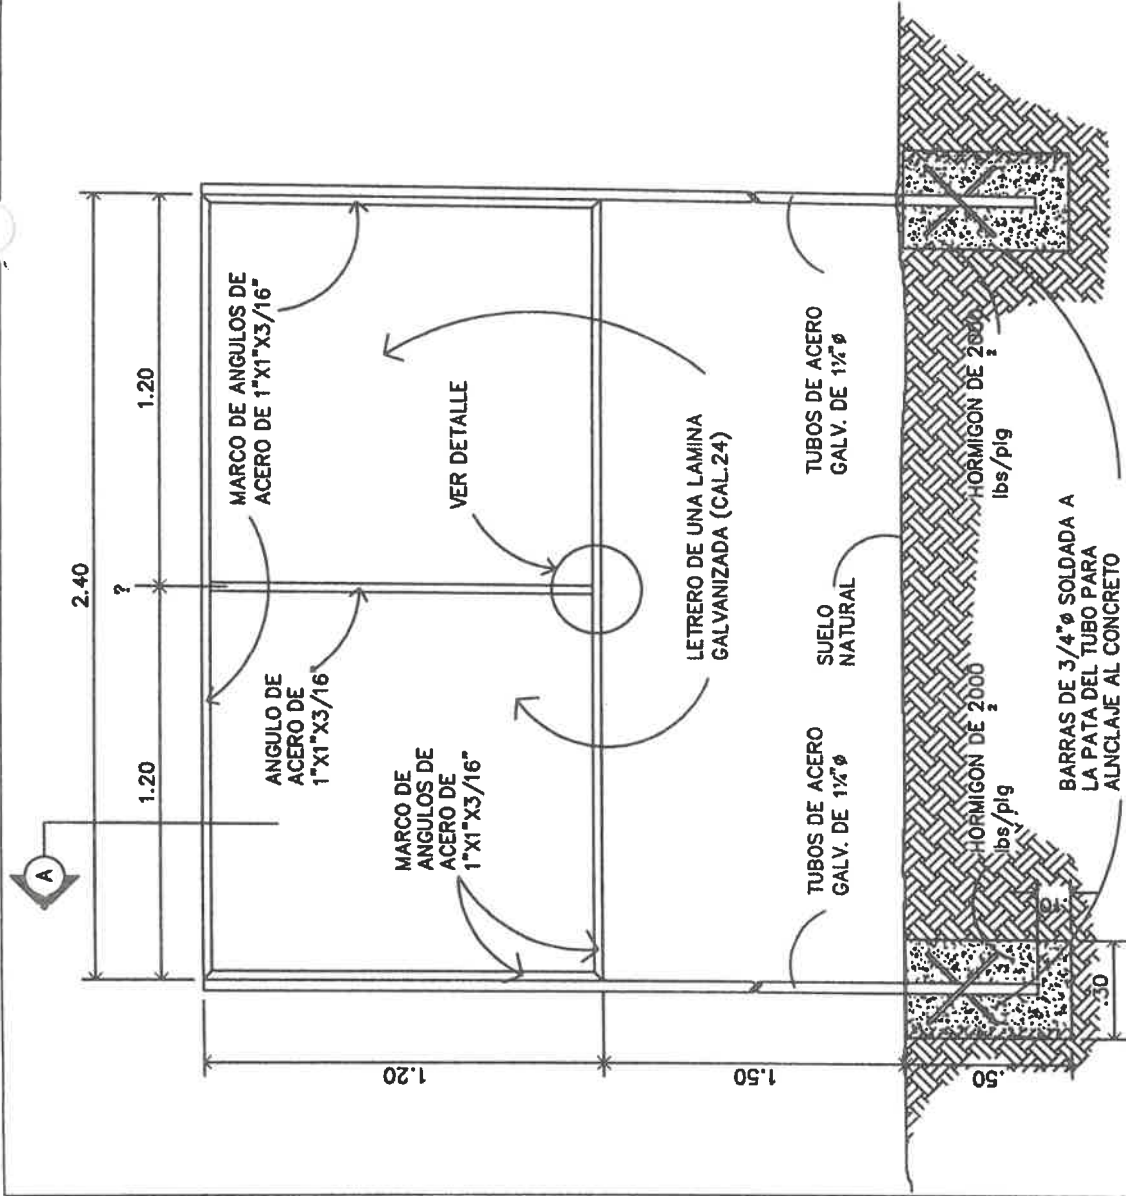 A
2.40
1.20
?
1.20
MARCO DE ANGULOS DE
ACERO DE 1"X1"X3/16"
ANGULO DE
ACERO DE
1"X1"X3/16"
MARCO DE
ANGULOS DE
ACERO DE
1"X1"X3/16"
VER DETALLE
LETRERO DE UNA LAMINA
GALVANIZADA (CAL.24)
TUBOS DE ACERO
GALV. DE 1¼"ø
SUELO
NATURAL
TUBOS DE ACERO
GALV. DE 1¼"ø
1.20
1.50
.50
HORMIGON DE 2000
lbs/plg²
HORMIGON DE 2000
lbs/plg²
.10
.30
BARRAS DE 3/4"ø SOLDADA A
LA PATA DEL TUBO PARA
ALNCLAJE AL CONCRETO